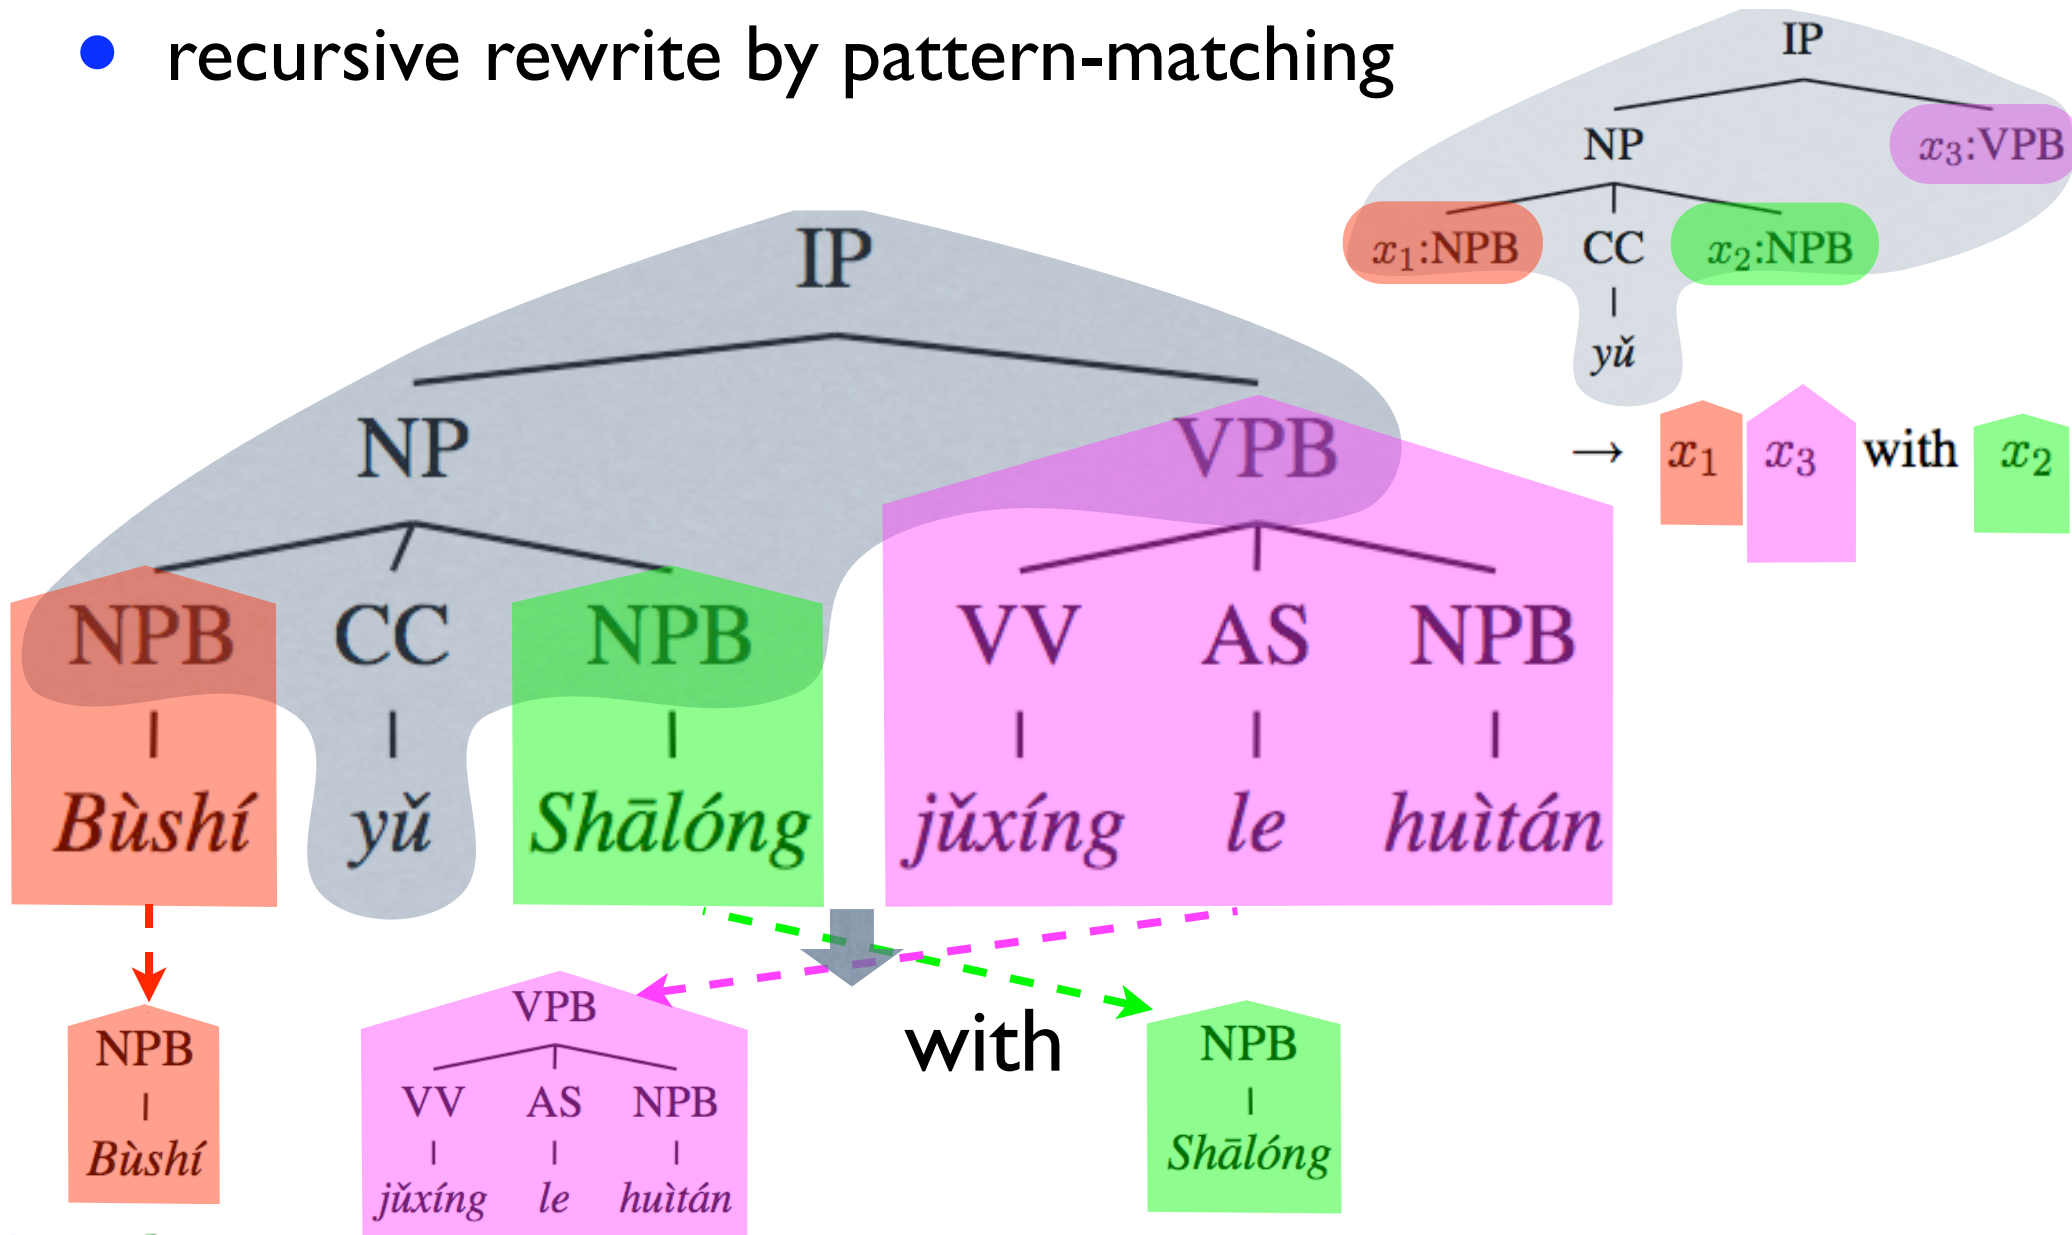 • recursive rewrite by pattern-matching
IP
NP x₃:VPB
x₁:NPB CC x₂:NPB
yǔ
→ x₁ x₃ with x₂
IP
NP VPB
NPB CC NPB VV AS NPB
Bùshí yǔ Shālóng jǔxíng le huìtán
VPB
NPB with NPB
VV AS NPB
Bùshí Shālóng
jǔxíng le huìtán